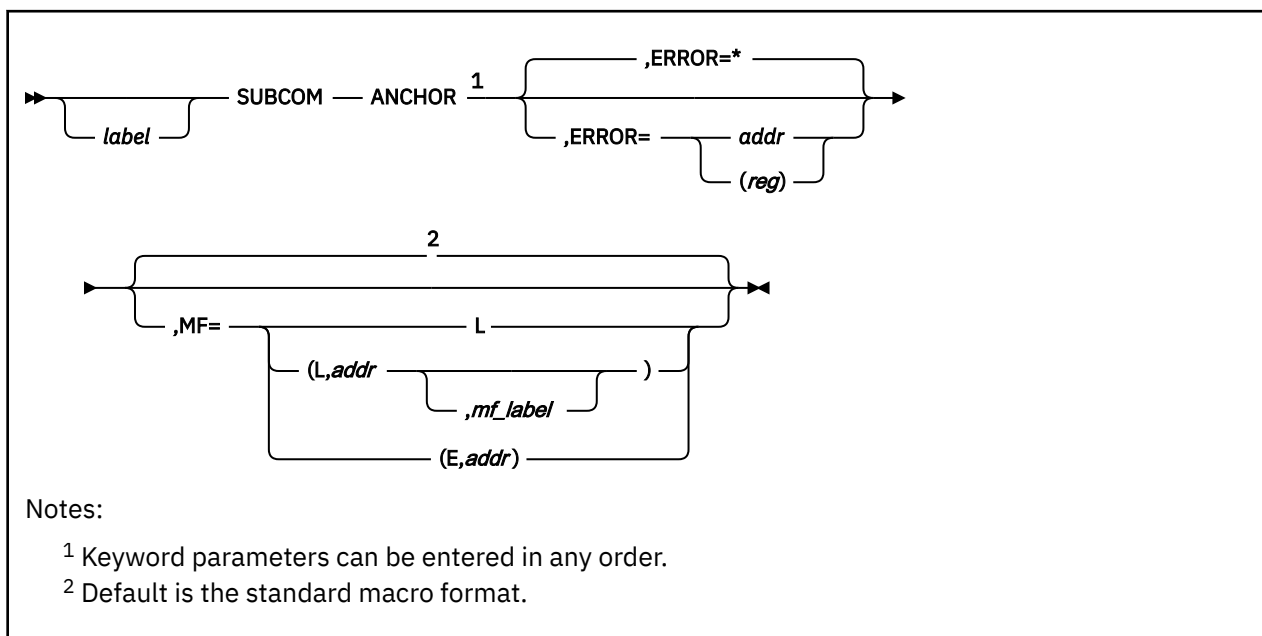 ,ERROR=*
SUBCOM ANCHOR 1
label ,ERROR= addr
(reg)
2
,MF= L
(L,addr )
,mf_label
(E,addr)
Notes:
1 Keyword parameters can be entered in any order.
2 Default is the standard macro format.